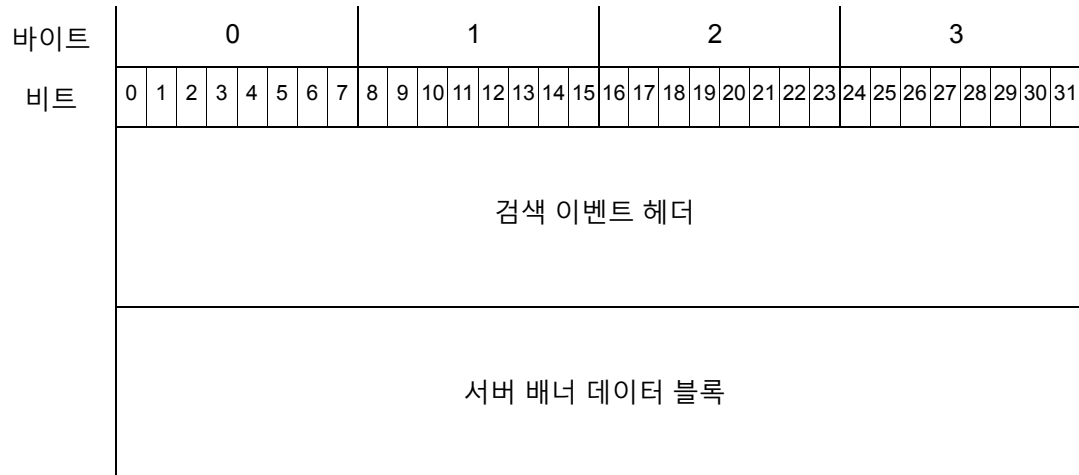 바이트 0 1 2 3
비트 0 1 2 3 4 5 6 7 8 9 10 11 12 13 14 15 16 17 18 19 20 21 22 23 24 25 26 27 28 29 30 31
검색 이벤트 헤더
서버 배너 데이터 블록